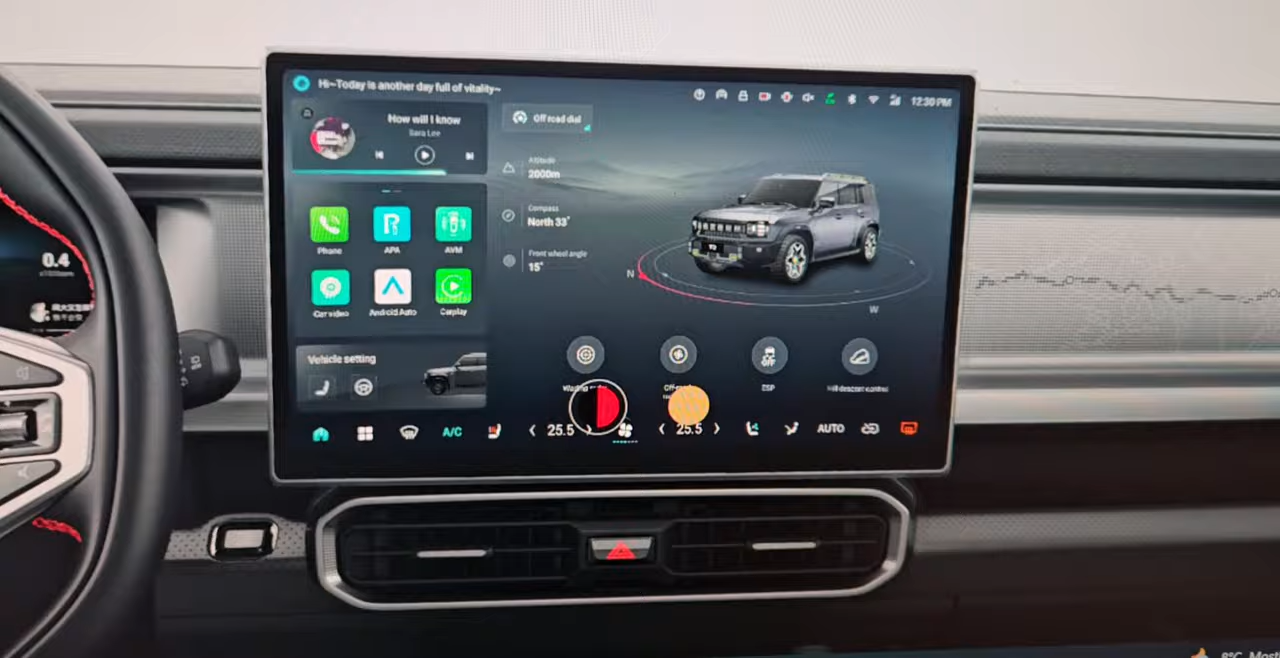 Hi~Today is another day full of vitality~
12:30 PM
How will I know
Sara Lee
Off road dial
Altitude
2000m
Compass
North 33°
Front wheel angle
15°
N
W
Phone
APA
AVM
Car video
Android Auto
Carplay
Vehicle setting
OFF
ESP
Hill descent control
A/C
25.5
25.5
AUTO
0.4
8°C